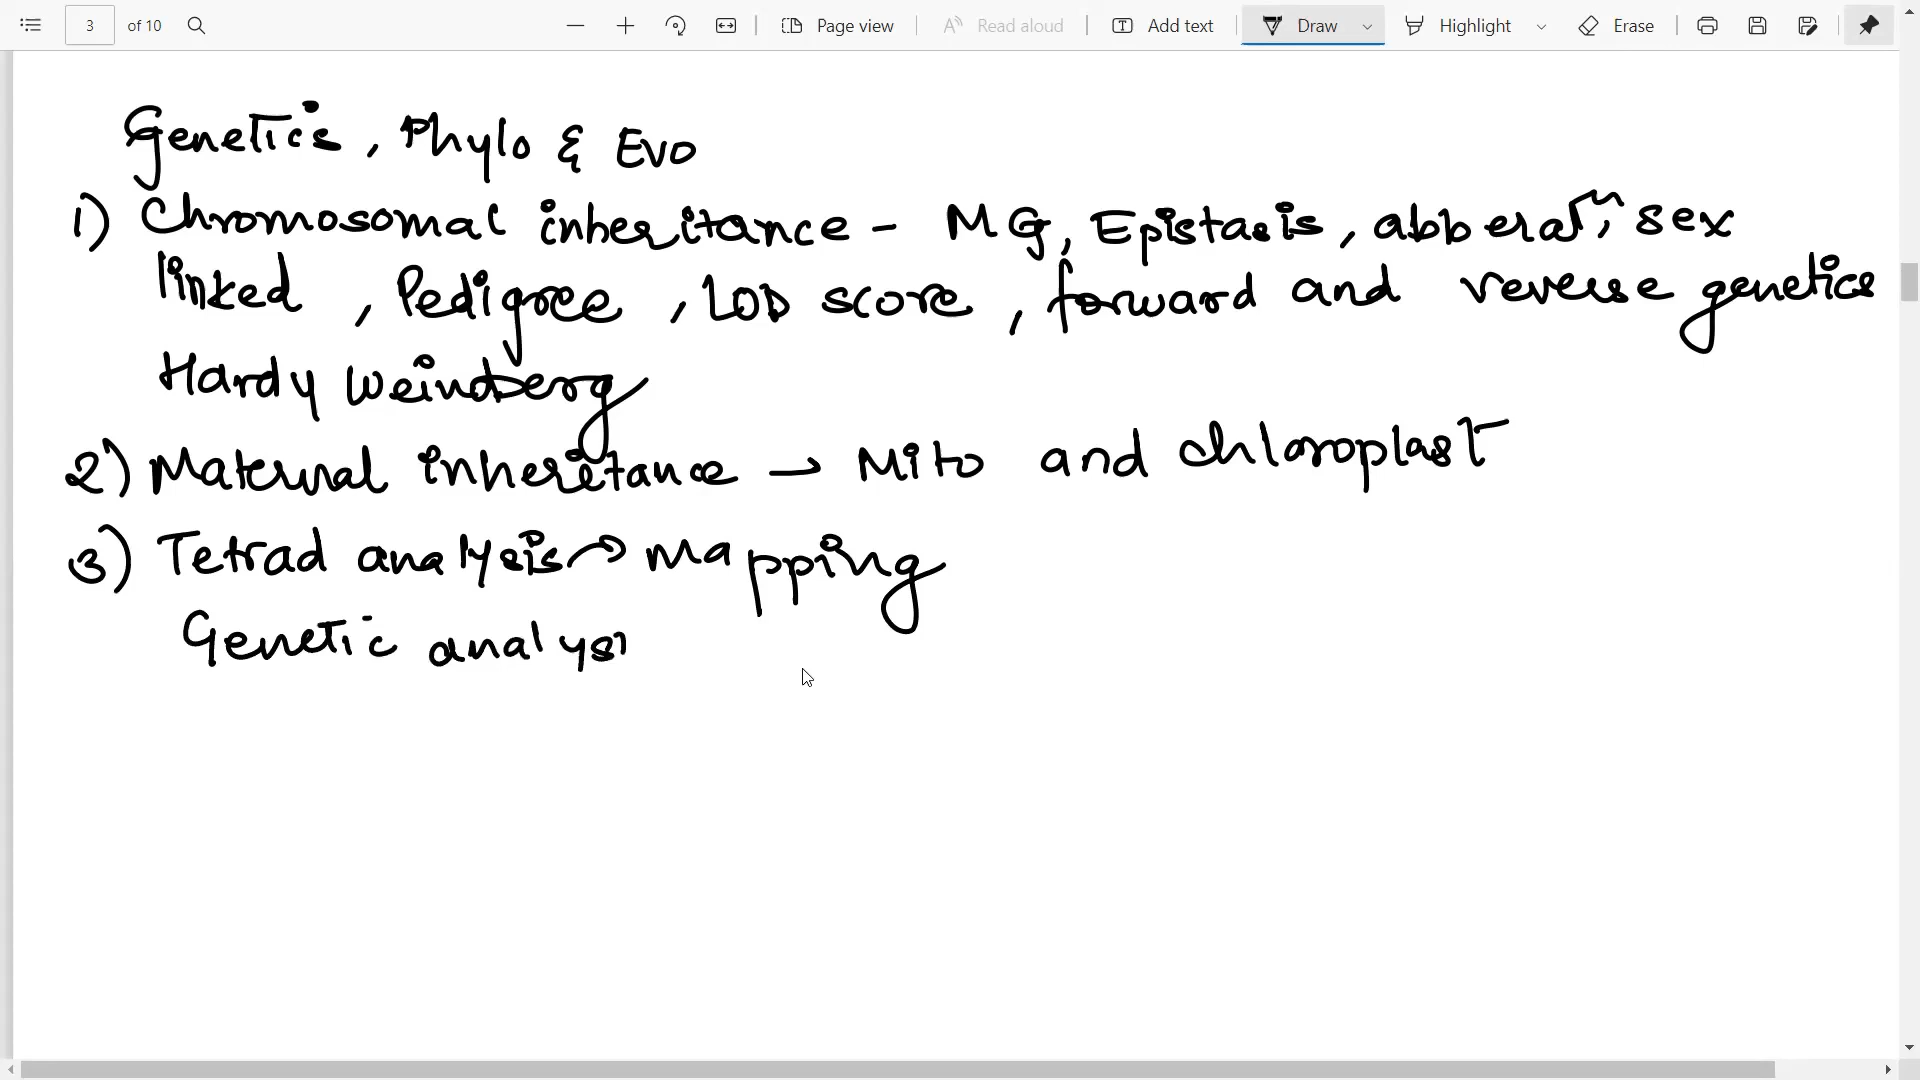 3 of 10 Page view Read aloud Add text Draw Highlight Erase
Genetics, Phylo & Evo
1) Chromosomal inheritance - MG, Epistasis, abberatn, sex
linked, Pedigree, LOD score, forward and reverse genetics
Hardy Weindberg
2) Maternal inheritance → Mito and chloroplast
3) Tetrad analysis → mapping
Genetic analysi